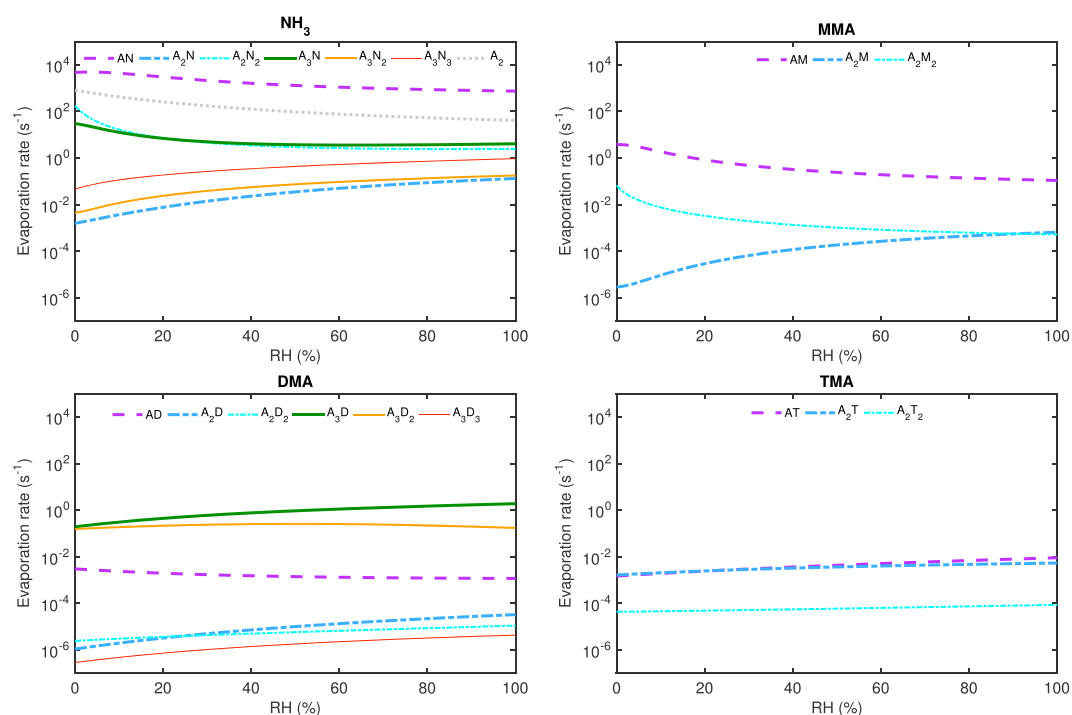 NH3
AN A2N A2N2 A3N A3N2 A3N3 A2
10^4
10^2
10^0
10^-2
10^-4
10^-6
Evaporation rate (s^-1)
0 20 40 60 80 100
RH (%)
MMA
AM A2M A2M2
10^4
10^2
10^0
10^-2
10^-4
10^-6
Evaporation rate (s^-1)
0 20 40 60 80 100
RH (%)
DMA
AD A2D A2D2 A3D A3D2 A3D3
10^4
10^2
10^0
10^-2
10^-4
10^-6
Evaporation rate (s^-1)
0 20 40 60 80 100
RH (%)
TMA
AT A2T A2T2
10^4
10^2
10^0
10^-2
10^-4
10^-6
Evaporation rate (s^-1)
0 20 40 60 80 100
RH (%)